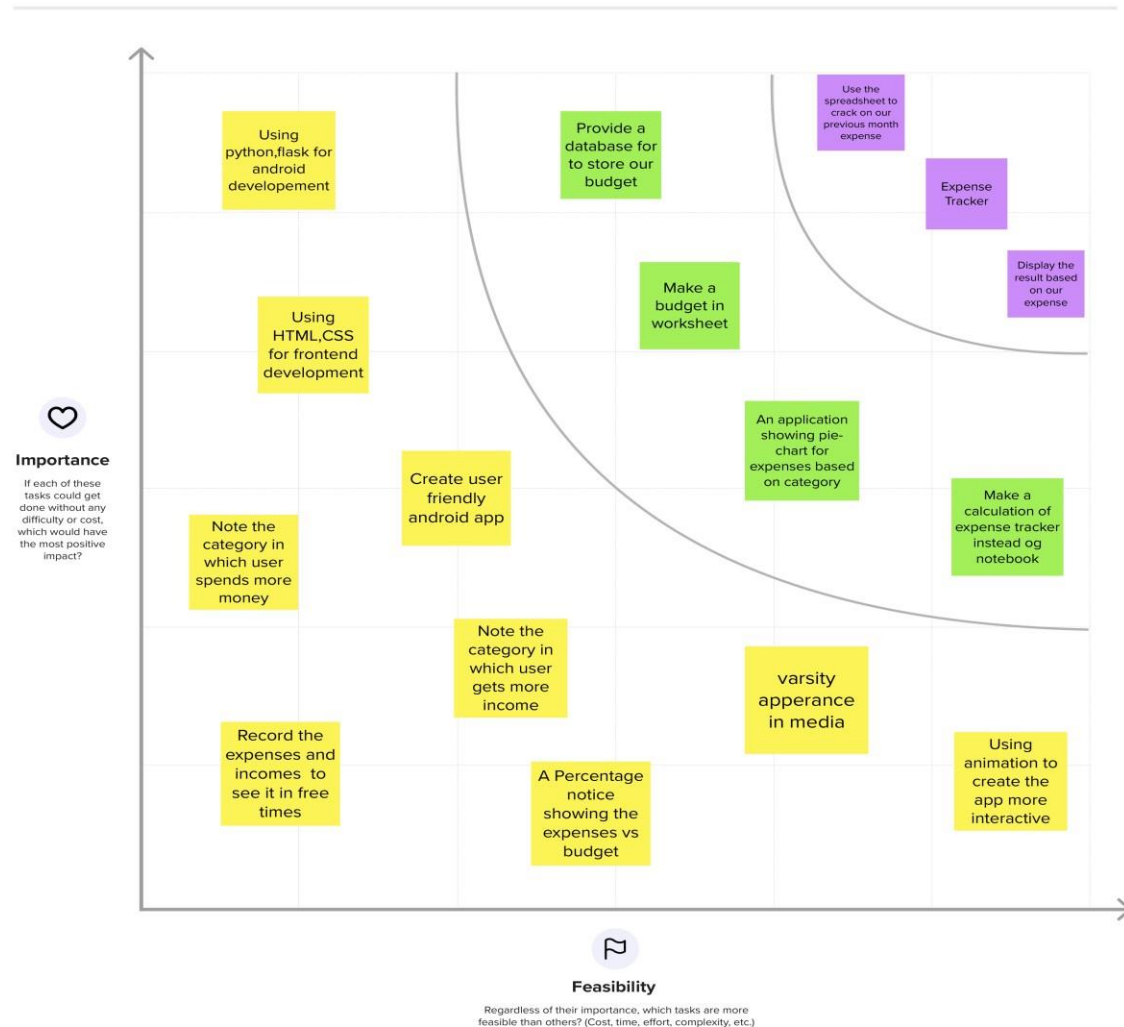 Using
python,flask for
android
developement
Provide a
database for
to store our
budget
Use the
spreadsheet to
crack on our
previous month
expense
Expense
Tracker
Display the
result based
on our
expense
Make a
budget in
worksheet
Using
HTML,CSS
for frontend
development
An application
showing pie-
chart for
expenses based
on category
Create user
friendly
android app
Make a
calculation of
expense tracker
instead og
notebook
Importance
If each of these
tasks could get
done without any
difficulty or cost,
which would have
the most positive
impact?
Note the
category in
which user
spends more
money
Note the
category in
which user
gets more
income
varsity
apperance
in media
Record the
expenses and
incomes to
see it in free
times
A Percentage
notice
showing the
expenses vs
budget
Using
animation to
create the
app more
interactive
Feasibility
Regardless of their importance, which tasks are more
feasible than others? (Cost, time, effort, complexity, etc.)